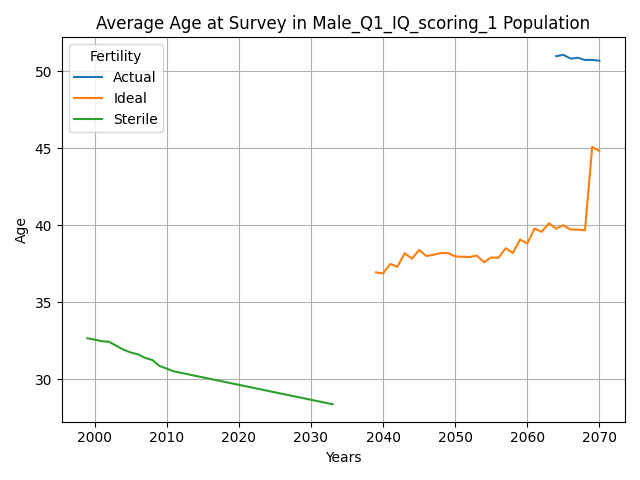 Average Age at Survey in Male_Q1_IQ_scoring_1 Population
Fertility
Actual
Ideal
Sterile
Age
50
45
40
35
30
2000
2010
2020
2030
2040
2050
2060
2070
Years